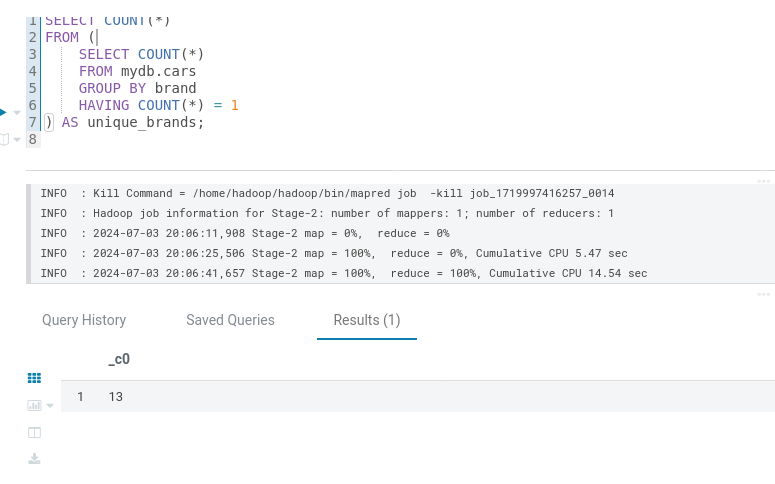 1 SELECT COUNT(*)
2 FROM (
3 SELECT COUNT(*)
4 FROM mydb.cars
5 GROUP BY brand
6 HAVING COUNT(*) = 1
7 ) AS unique_brands;
8
INFO  : Kill Command = /home/hadoop/hadoop/bin/mapred job  -kill job_1719997416257_0014
INFO  : Hadoop job information for Stage-2: number of mappers: 1; number of reducers: 1
INFO  : 2024-07-03 20:06:11,908 Stage-2 map = 0%,  reduce = 0%
INFO  : 2024-07-03 20:06:25,506 Stage-2 map = 100%,  reduce = 0%, Cumulative CPU 5.47 sec
INFO  : 2024-07-03 20:06:41,657 Stage-2 map = 100%,  reduce = 100%, Cumulative CPU 14.54 sec
Query History Saved Queries Results (1)
_c0
1 13